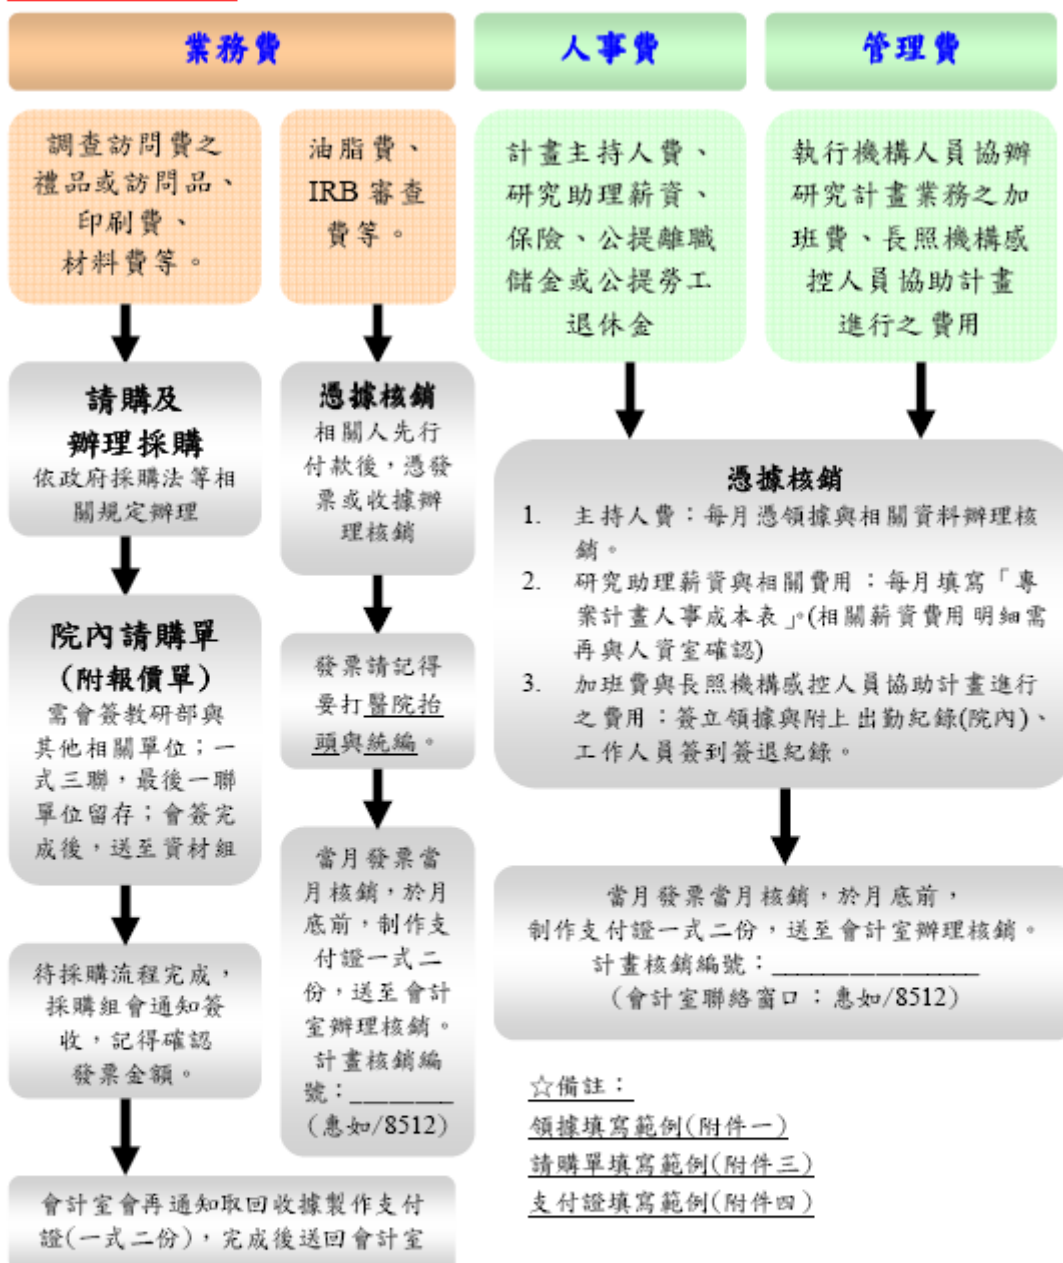 業務費
人事費
管理費
調查訪問費之
禮品或訪問品、
印刷費、
材料費等。
油脂費、
IRB 審查
費等。
計畫主持人費、
研究助理薪資、
保險、公提離職
儲金或公提勞工
退休金
執行機構人員協辦
研究計畫業務之加
班費、長照機構感
控人員協助計畫
進行之費用
請購及
辦理採購
依政府採購法等相
關規定辦理
憑據核銷
相關人先行
付款後，憑發
票或收據辦
理核銷
憑據核銷
1. 主持人費：每月憑領據與相關資料辦理核
銷。
2. 研究助理薪資與相關費用：每月填寫「專
案計畫人事成本表」。(相關薪資費用明細需
再與人資室確認)
3. 加班費與長照機構感控人員協助計畫進行
之費用：簽立領據與附上出勤紀錄(院內)、
工作人員簽到簽退紀錄。
院內請購單
(附報價單)
需會簽教研部與
其他相關單位；一
式三聯，最後一聯
單位留存；會簽完
成後，送至資材組
發票請記得
要打醫院抬
頭與統編。
當月發票當
月核銷，於月
底前，制作支
付證一式二
份，送至會計
室辦理核銷。
計畫核銷編
號：________
(惠如/8512)
當月發票當月核銷，於月底前，
制作支付證一式二份，送至會計室辦理核銷。
計畫核銷編號：________________
(會計室聯絡窗口：惠如/8512)
待採購流程完成，
採購組會通知簽
收，記得確認
發票金額。
會計室會再通知取回收據製作支付
證(一式二份)，完成後送回會計室
☆備註：
領據填寫範例(附件一)
請購單填寫範例(附件三)
支付證填寫範例(附件四)